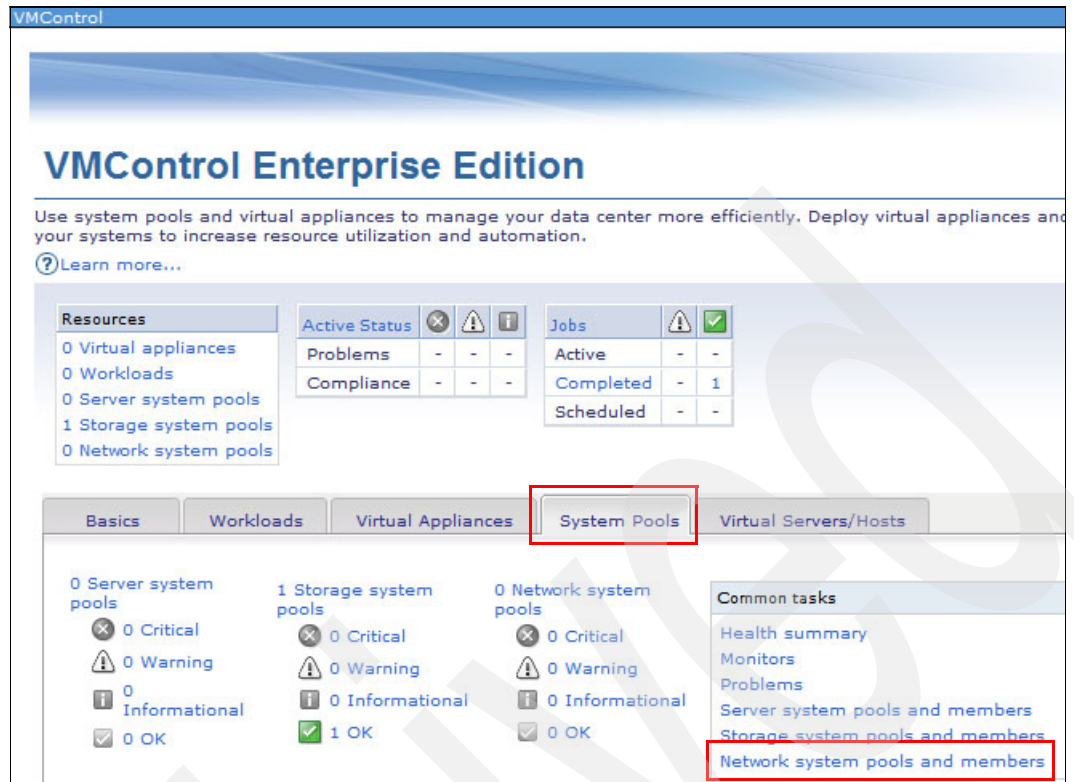 VMControl
VMControl Enterprise Edition
Use system pools and virtual appliances to manage your data center more efficiently. Deploy virtual appliances and
your systems to increase resource utilization and automation.
? Learn more...
Resources
0 Virtual appliances
0 Workloads
0 Server system pools
1 Storage system pools
0 Network system pools
Active Status
Problems - - -
Compliance - - -
Jobs
Active - -
Completed - 1
Scheduled - -
Basics Workloads Virtual Appliances System Pools Virtual Servers/Hosts
0 Server system
pools
0 Critical
0 Warning
0
Informational
0 OK
1 Storage system
pools
0 Critical
0 Warning
0 Informational
1 OK
0 Network system
pools
0 Critical
0 Warning
0 Informational
0 OK
Common tasks
Health summary
Monitors
Problems
Server system pools and members
Storage system pools and members
Network system pools and members